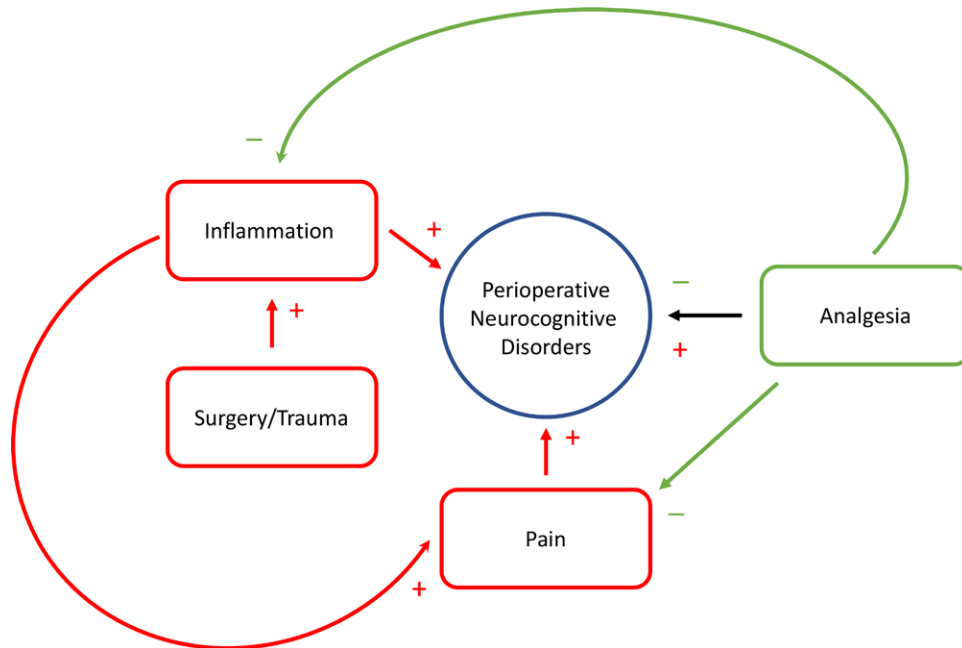 −
Inflammation
+
Perioperative
Neurocognitive
Disorders
−
+
Analgesia
+
Surgery/Trauma
+
−
Pain
+